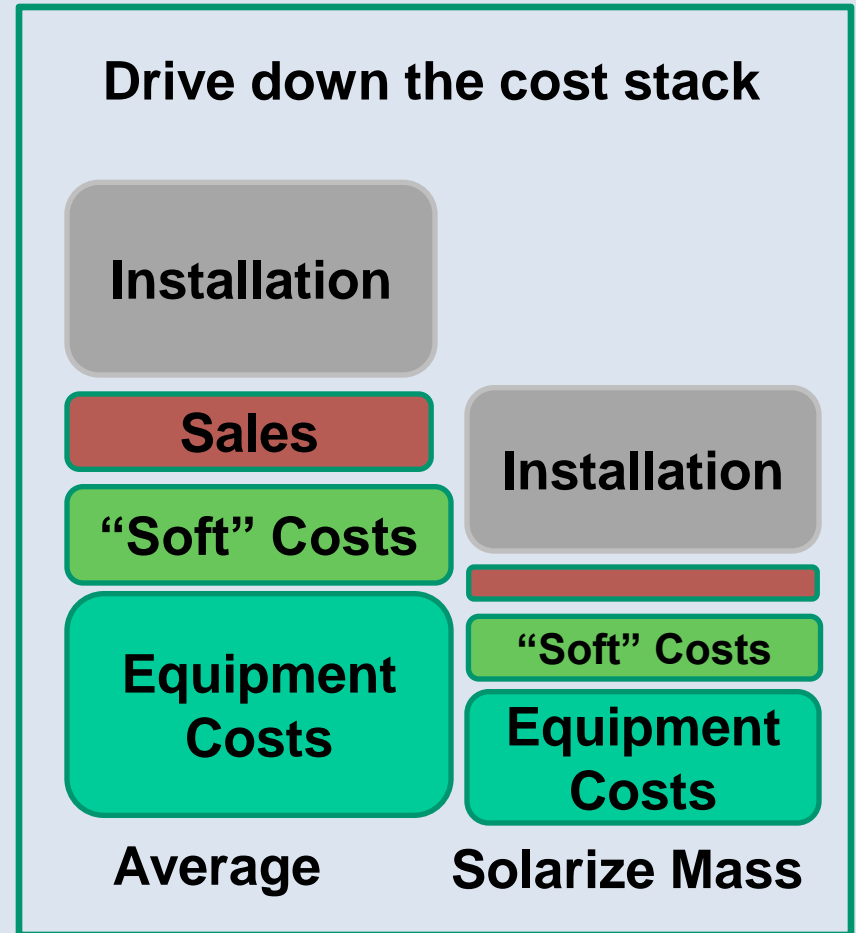 Drive down the cost stack
Installation
Sales
“Soft” Costs
Equipment
Costs
Average
Installation
“Soft” Costs
Equipment
Costs
Solarize Mass